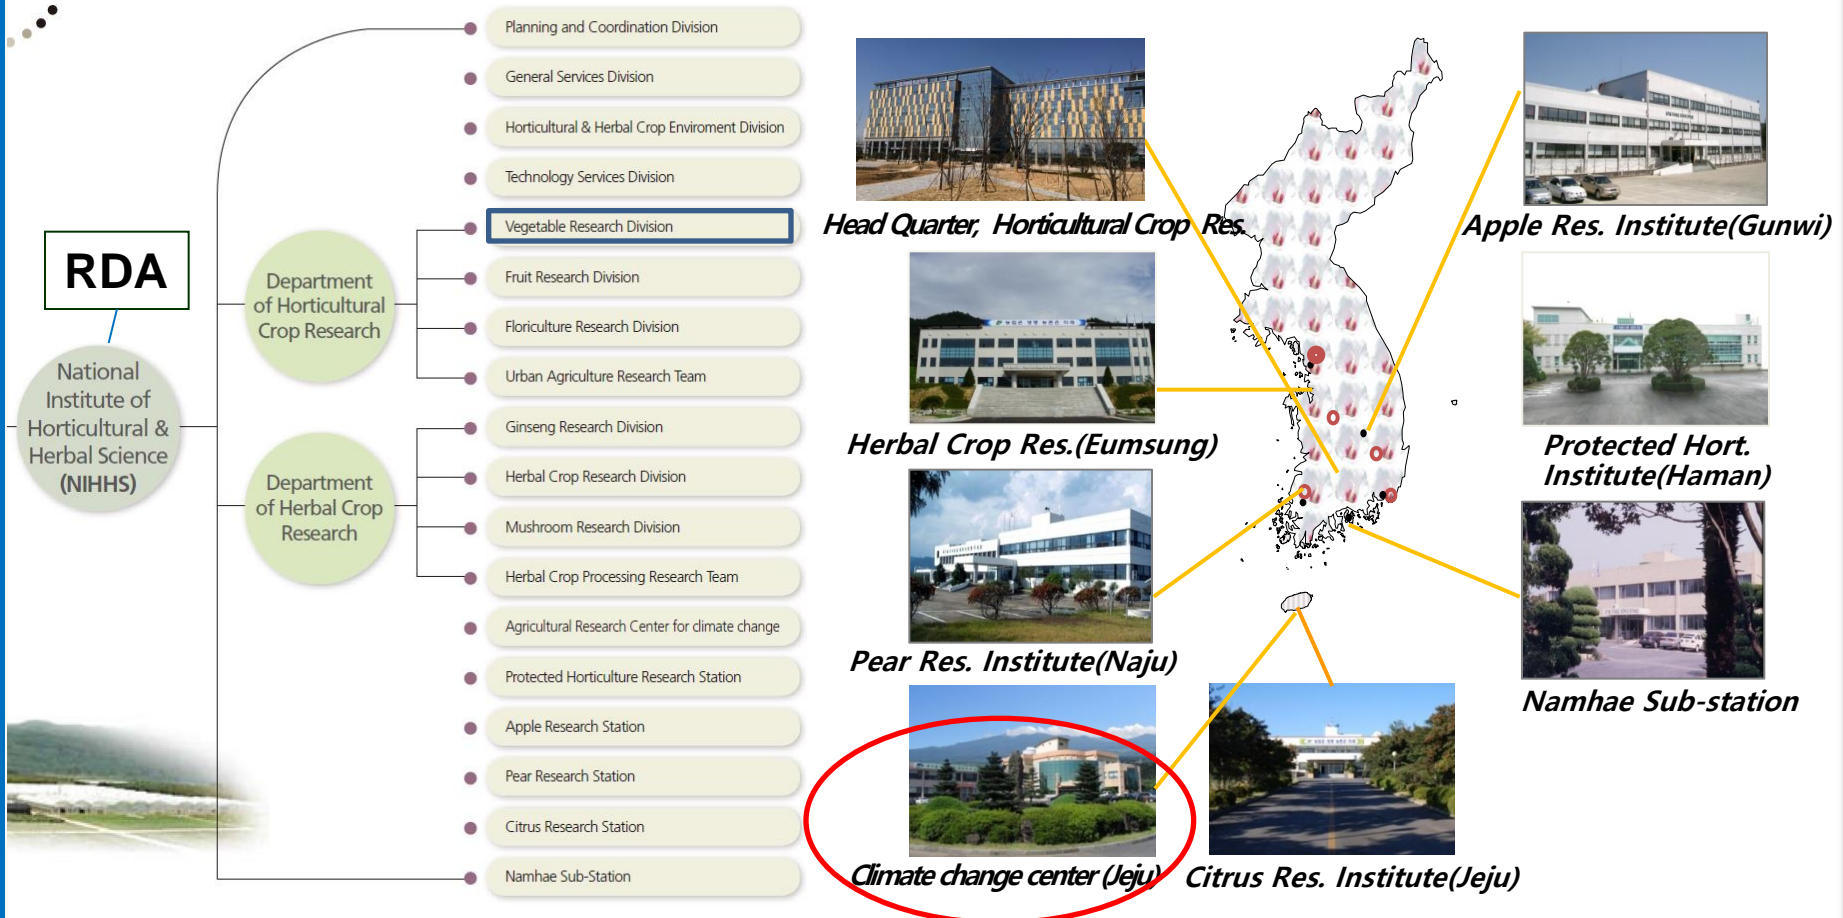 RDA
National
Institute of
Horticultural &
Herbal Science
(NIHHS)
Department
of Horticultural
Crop Research
Department
of Herbal Crop
Research
Planning and Coordination Division
General Services Division
Horticultural & Herbal Crop Enviroment Division
Technology Services Division
Vegetable Research Division
Fruit Research Division
Floriculture Research Division
Urban Agriculture Research Team
Ginseng Research Division
Herbal Crop Research Division
Mushroom Research Division
Herbal Crop Processing Research Team
Agricultural Research Center for climate change
Protected Horticulture Research Station
Apple Research Station
Pear Research Station
Citrus Research Station
Namhae Sub-Station
Head Quarter, Horticultural Crop Res.
Apple Res. Institute(Gunwi)
Herbal Crop Res.(Eumsung)
Protected Hort.
Institute(Haman)
Pear Res. Institute(Naju)
Namhae Sub-station
Climate change center (Jeju)
Citrus Res. Institute(Jeju)